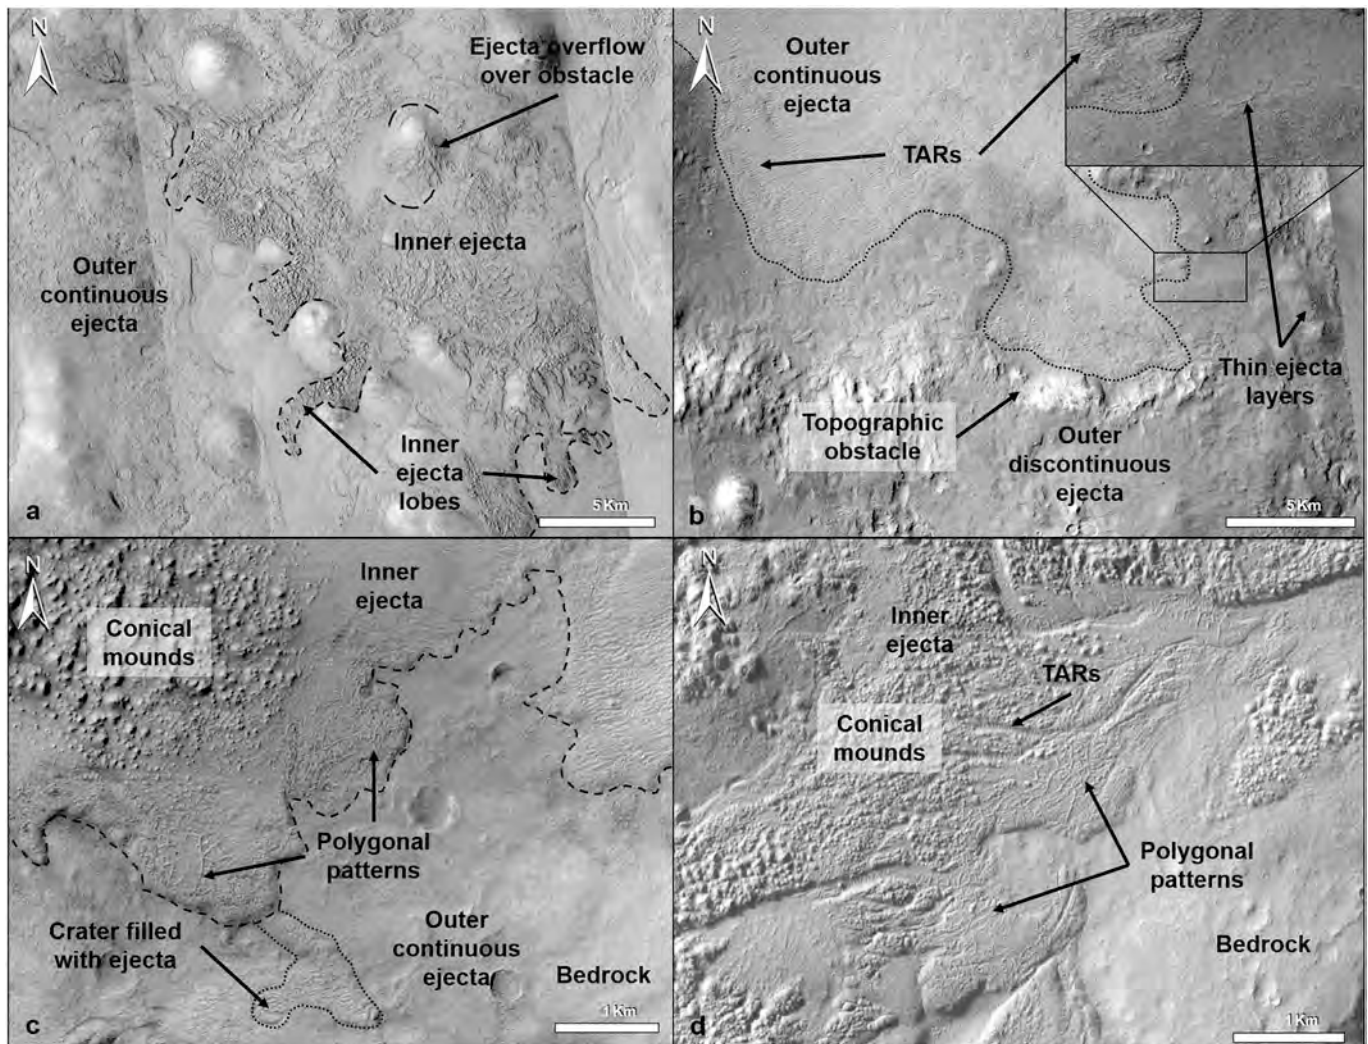 N
Ejecta overflow
over obstacle
Inner ejecta
Outer
continuous
ejecta
Inner
ejecta
lobes
a
5 Km
N
Outer
continuous
ejecta
TARs
Thin ejecta
layers
Topographic
obstacle
Outer
discontinuous
ejecta
b
5 Km
N
Inner
ejecta
Conical
mounds
Polygonal
patterns
Crater filled
with ejecta
Outer
continuous
ejecta
Bedrock
c
1 Km
N
Inner
ejecta
TARs
Conical
mounds
Polygonal
patterns
Bedrock
d
1 Km